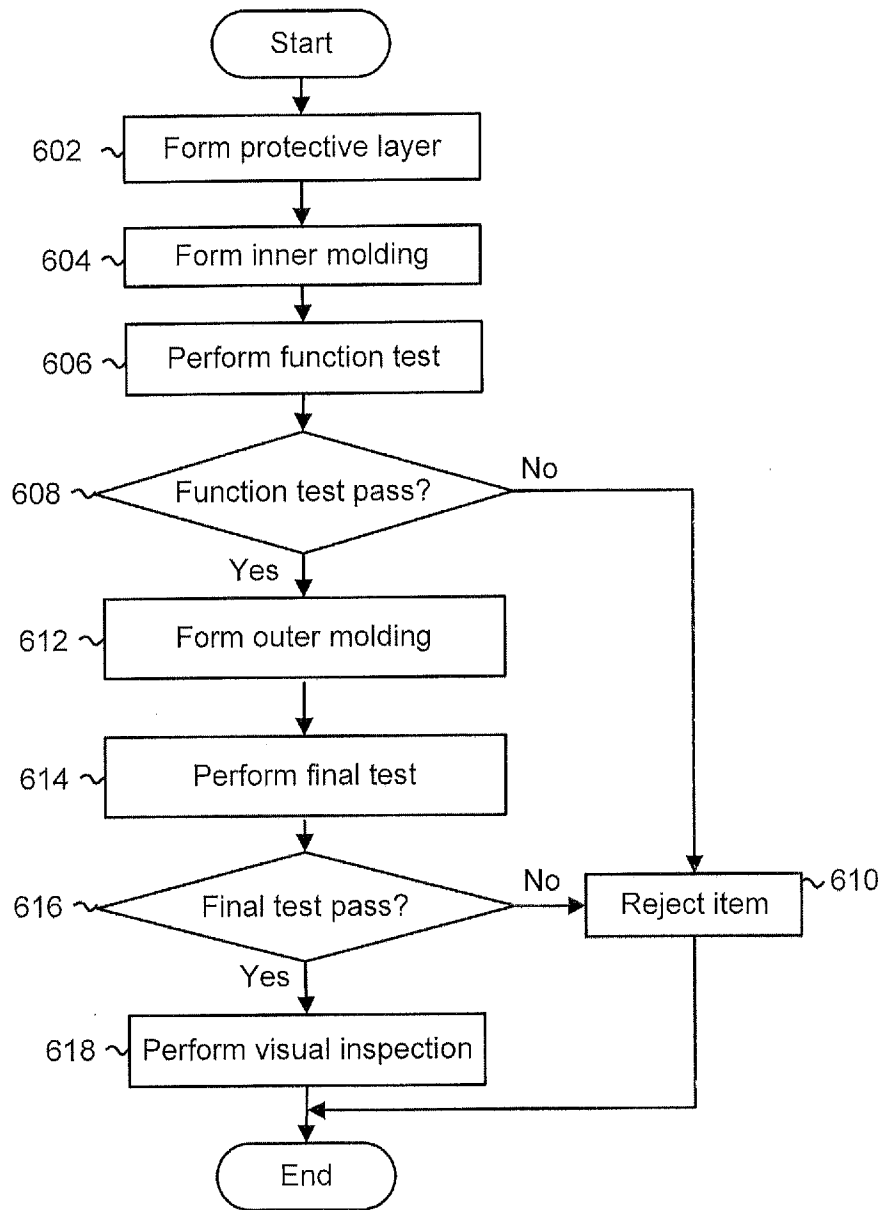 Start
602 Form protective layer
604 Form inner molding
606 Perform function test
608 Function test pass?
No
Yes
612 Form outer molding
614 Perform final test
616 Final test pass?
No
Reject item 610
Yes
618 Perform visual inspection
End